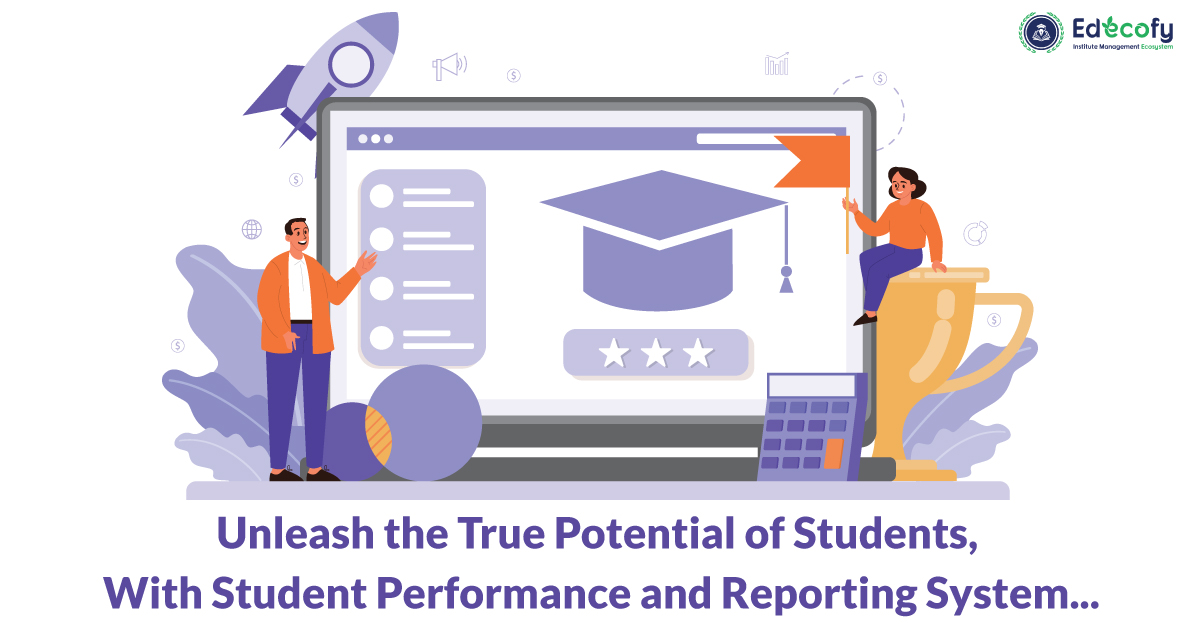 Edecofy
Institute Management Ecosystem
Unleash the True Potential of Students,
With Student Performance and Reporting System...